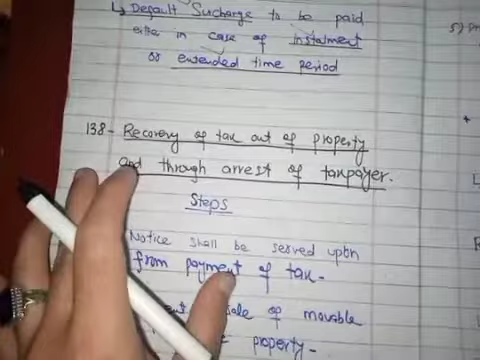 ↳ Default Surcharge to be paid
either in case of instalment
or extended time period
138- Recovery of tax out of property
and through arrest of taxpayer.
Steps
Notice shall be served upon
from payment of tax.
sale of movable
property.
5)